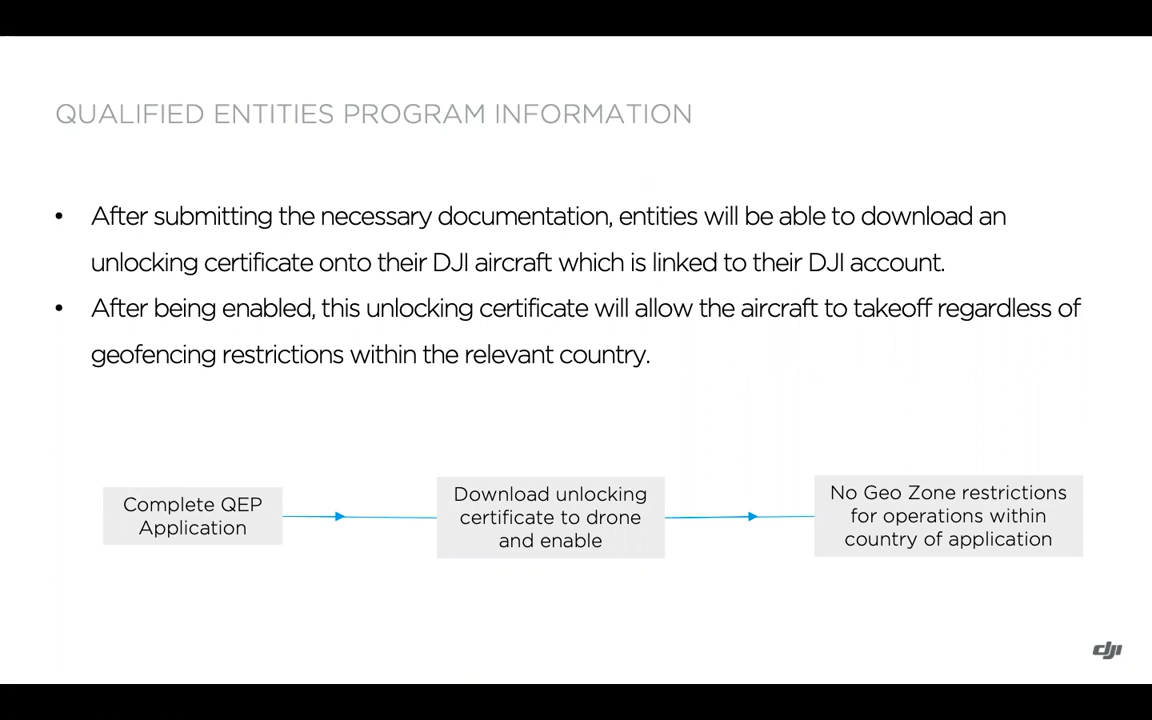 QUALIFIED ENTITIES PROGRAM INFORMATION
• After submitting the necessary documentation, entities will be able to download an
unlocking certificate onto their DJI aircraft which is linked to their DJI account.
• After being enabled, this unlocking certificate will allow the aircraft to takeoff regardless of
geofencing restrictions within the relevant country.
Complete QEP
Application
Download unlocking
certificate to drone
and enable
No Geo Zone restrictions
for operations within
country of application
dji